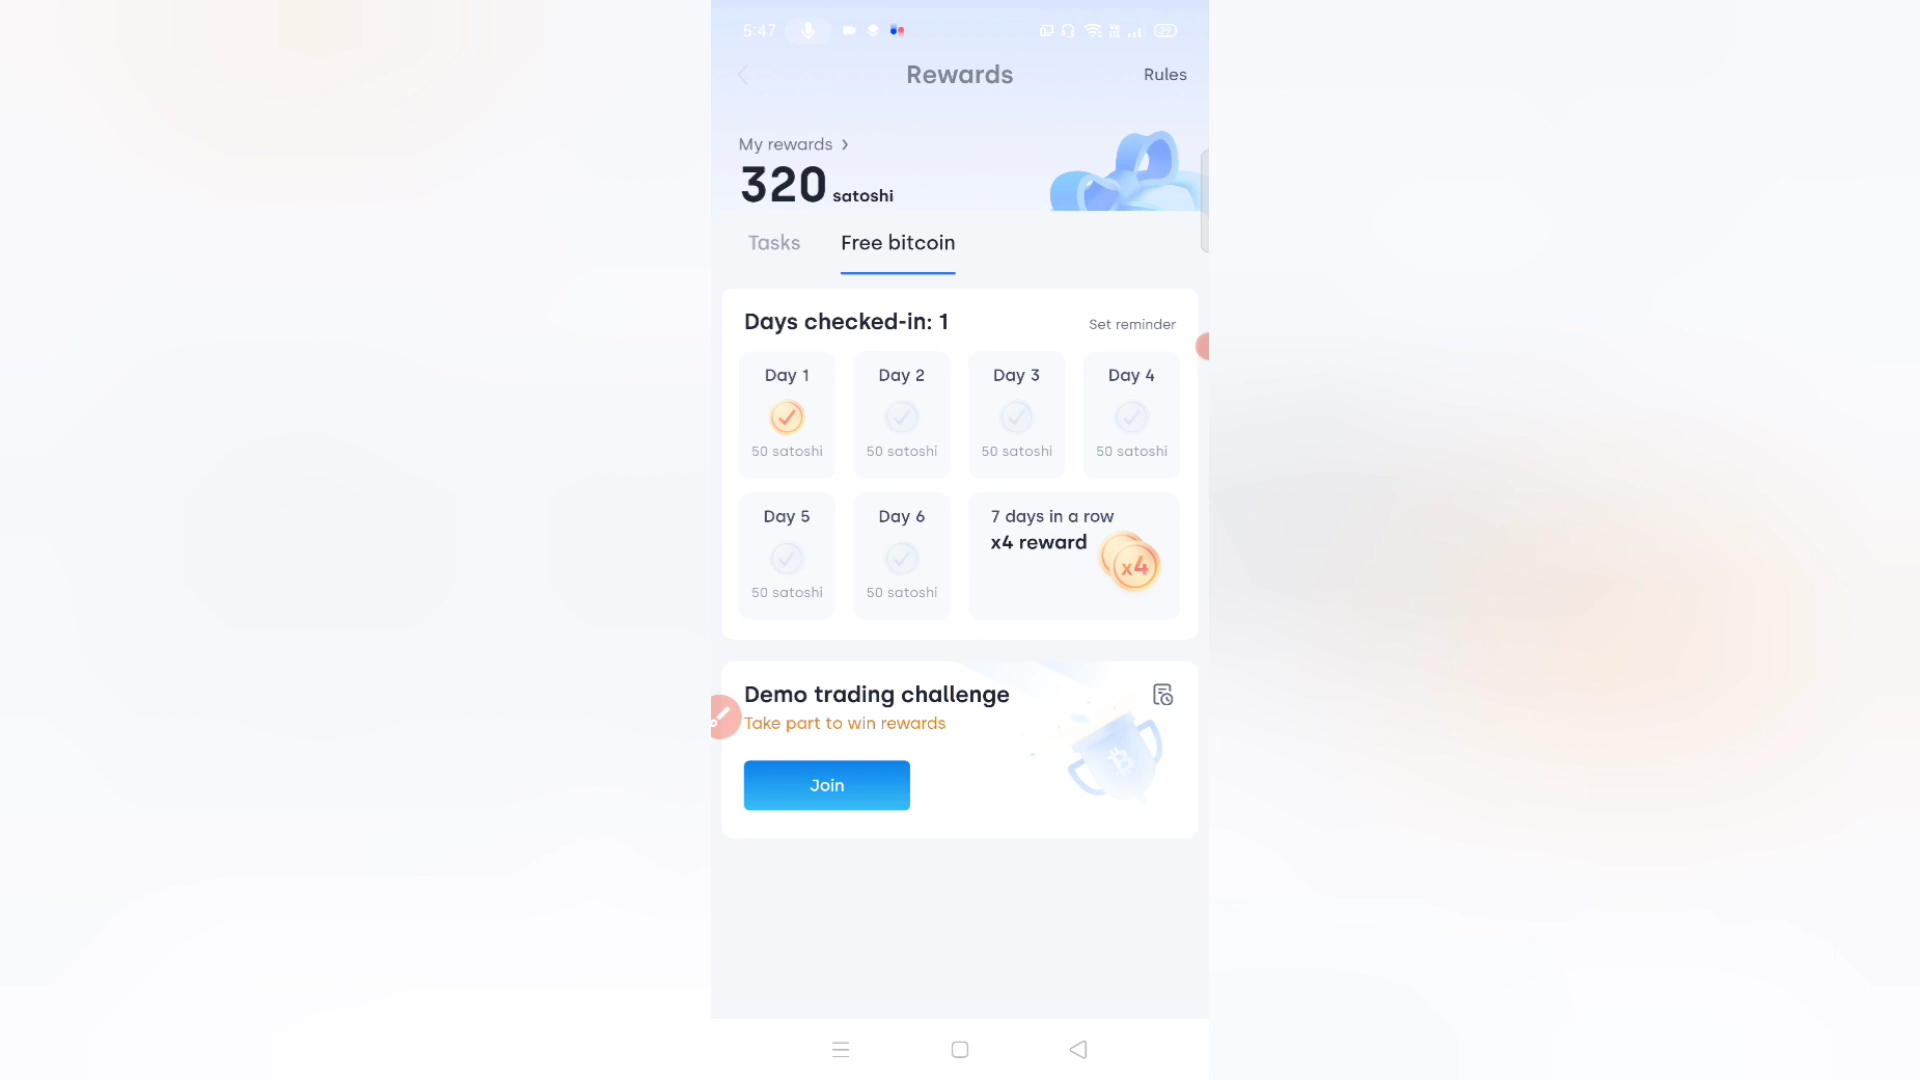 5:47
27
Rewards
Rules
My rewards
320 satoshi
Tasks
Free bitcoin
Days checked-in: 1
Set reminder
Day 1
Day 2
Day 3
Day 4
50 satoshi
50 satoshi
50 satoshi
50 satoshi
Day 5
Day 6
7 days in a row
x4 reward
x4
50 satoshi
50 satoshi
Demo trading challenge
Take part to win rewards
Join